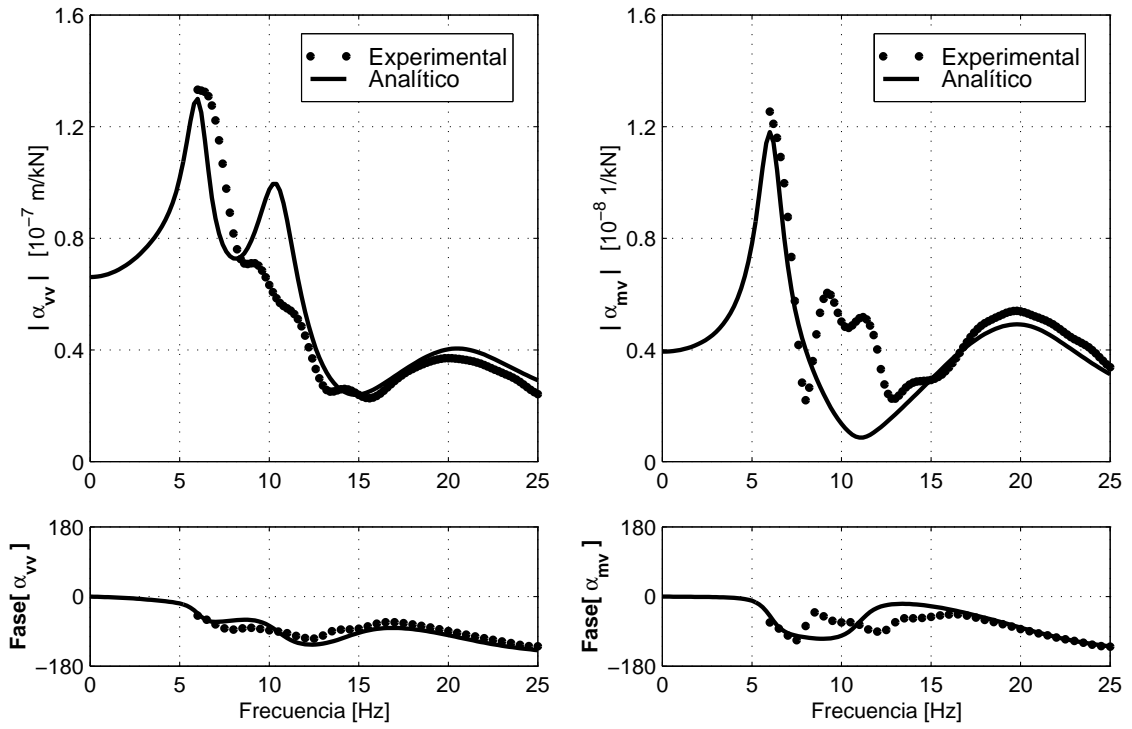 1.6
1.2
0.8
0.4
0
| α_vv | [10⁻⁷ m/kN]
Experimental
Analítico
0 5 10 15 20 25
1.6
1.2
0.8
0.4
0
| α_mv | [10⁻⁸ 1/kN]
Experimental
Analítico
0 5 10 15 20 25
180
0
−180
Fase[ α_vv ]
0 5 10 15 20 25
Frecuencia [Hz]
180
0
−180
Fase[ α_mv ]
0 5 10 15 20 25
Frecuencia [Hz]